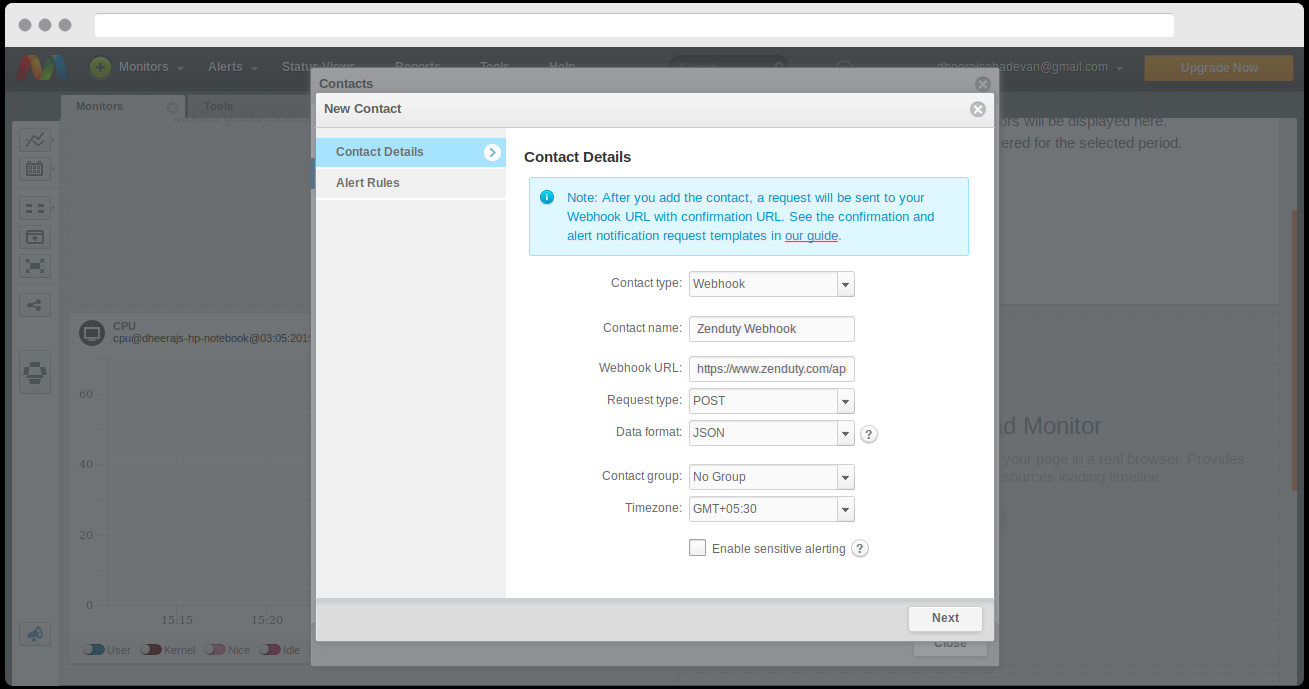 Monitors
Alerts
Status Views
Reports
Tools
Help
Search
dheerajsahadevan@gmail.com
Upgrade Now
Monitors
Tools
Contacts
New Contact
ors will be displayed here.
ered for the selected period.
Contact Details
Alert Rules
Contact Details
Note: After you add the contact, a request will be sent to your
Webhook URL with confirmation URL. See the confirmation and
alert notification request templates in our guide.
Contact type: Webhook
Contact name: Zenduty Webhook
Webhook URL: https://www.zenduty.com/api
Request type: POST
Data format: JSON ?
Contact group: No Group
Timezone: GMT+05:30
Enable sensitive alerting ?
Next
Close
CPU
cpu@dheerajs-hp-notebook@03:05:2019
60
40
20
0
15:15 15:20
User Kernel Nice Idle
ad Monitor
your page in a real browser. Provides
esources loading timeline.